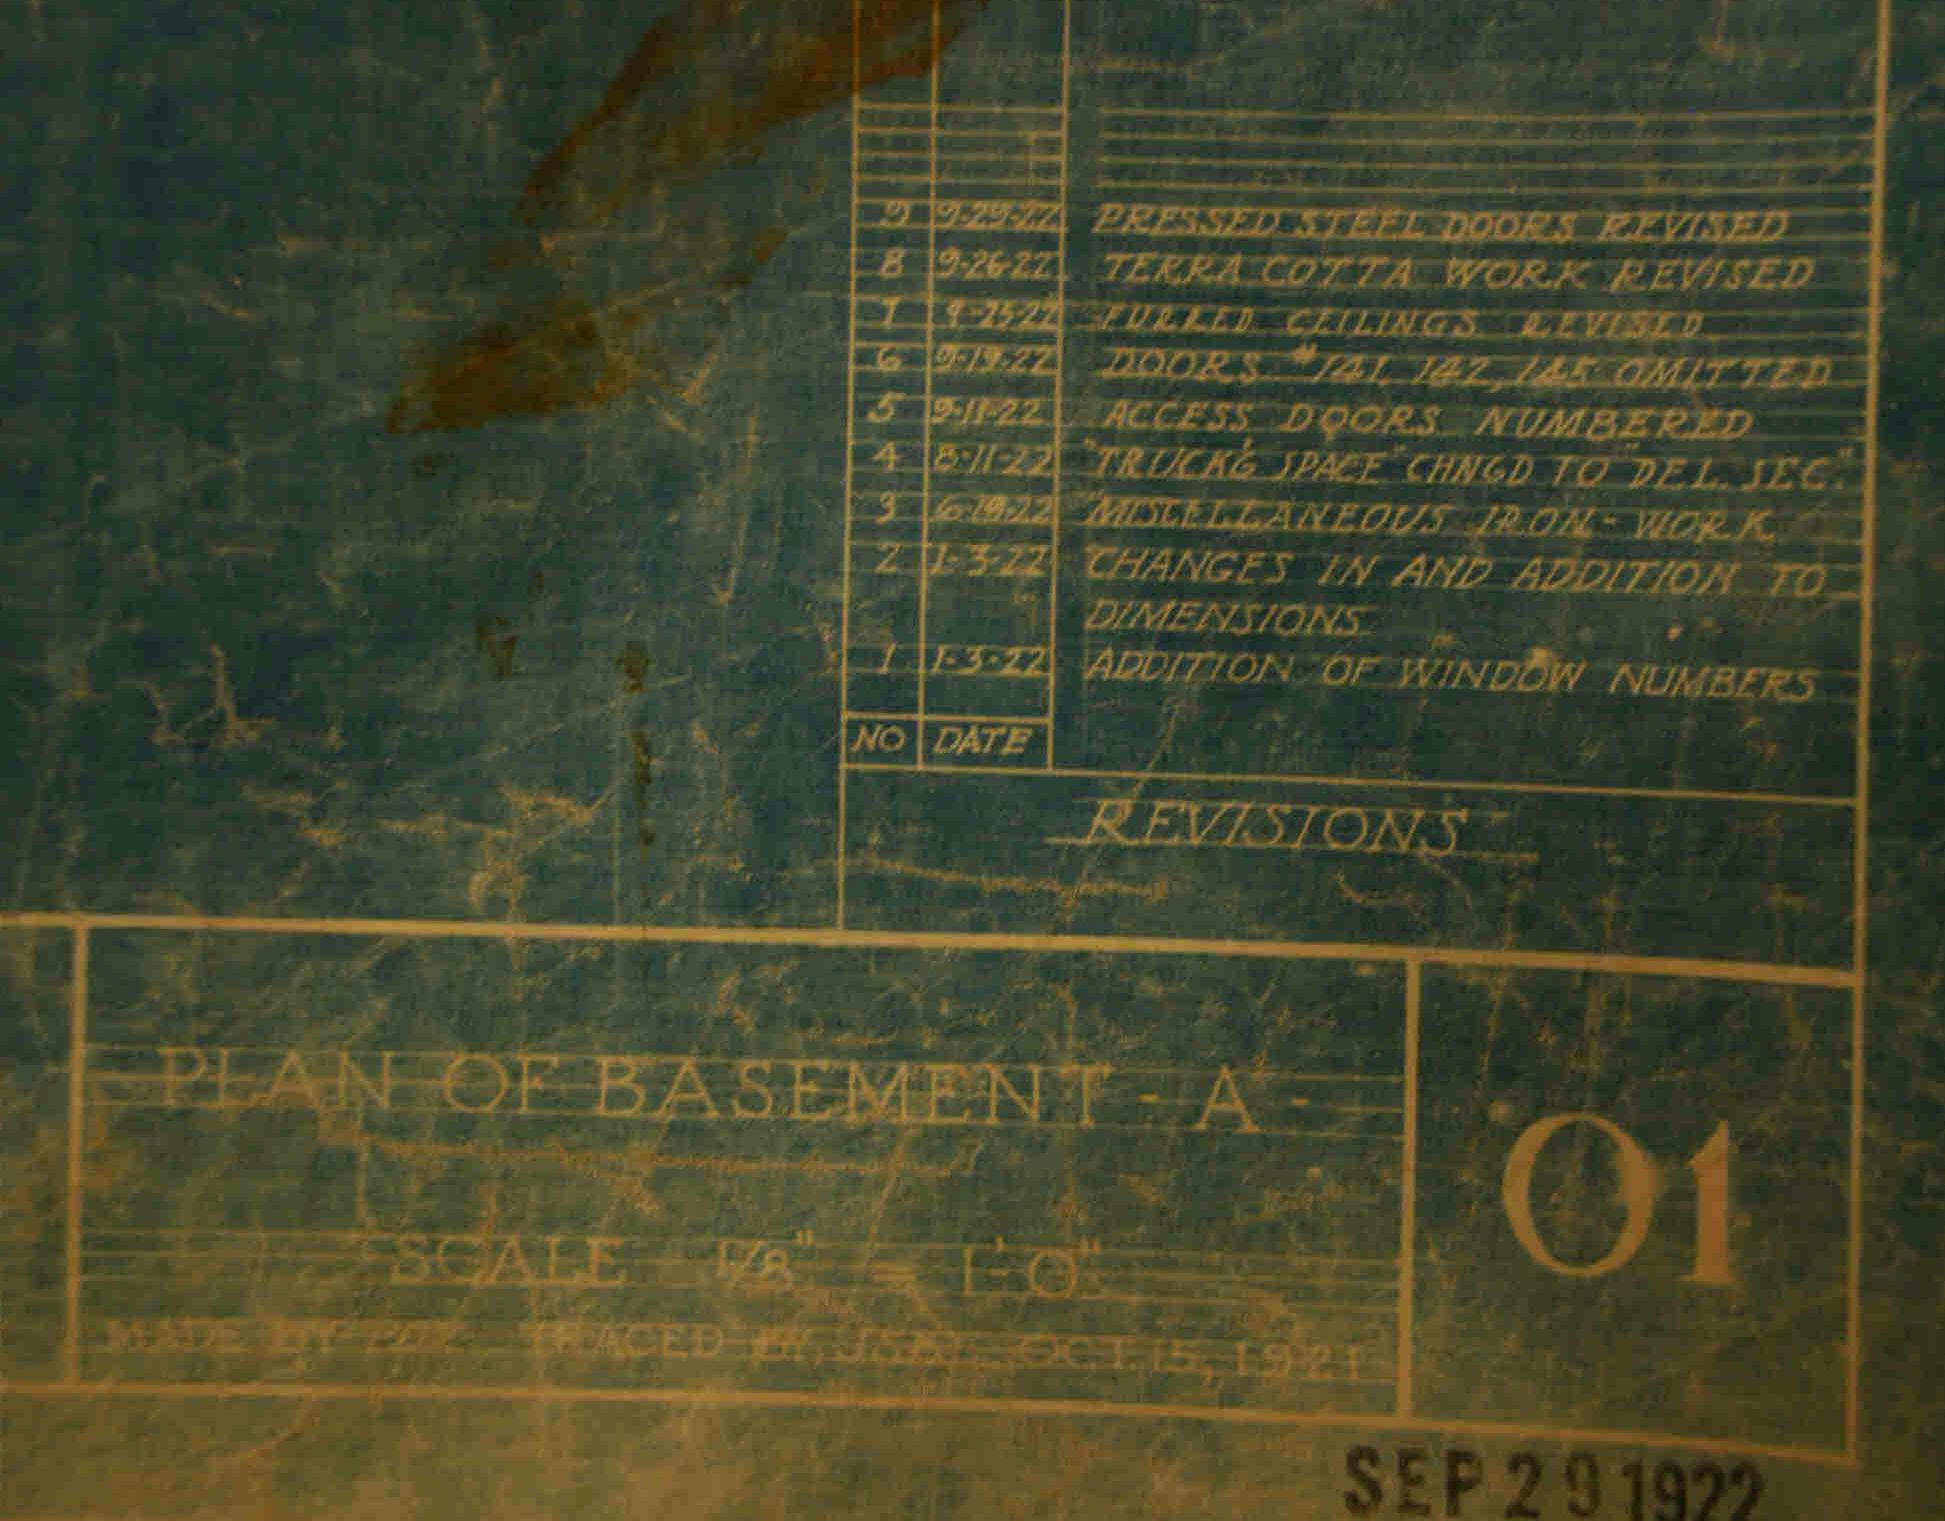 9 9-29-22 PRESSED STEEL DOORS REVISED
8 9-26-22 TERRA COTTA WORK REVISED
7 9-25-22 FURRED CEILINGS REVISED
6 9-19-22 DOORS #141, 142, 145 OMITTED
5 9-11-22 ACCESS DOORS NUMBERED
4 8-11-22 "TRUCK'G SPACE" CHNGD TO "DEL. SEC."
3 6-19-22 "MISCELLANEOUS IRON-WORK"
2 1-3-22 CHANGES IN AND ADDITION TO
DIMENSIONS
1 1-3-22 ADDITION OF WINDOW NUMBERS
NO DATE
REVISIONS
PLAN OF BASEMENT - A -
SCALE 1/8" = 1'-0"
MADE BY TRACED BY J.S.B. OCT. 15, 1921
01
SEP 29 1922